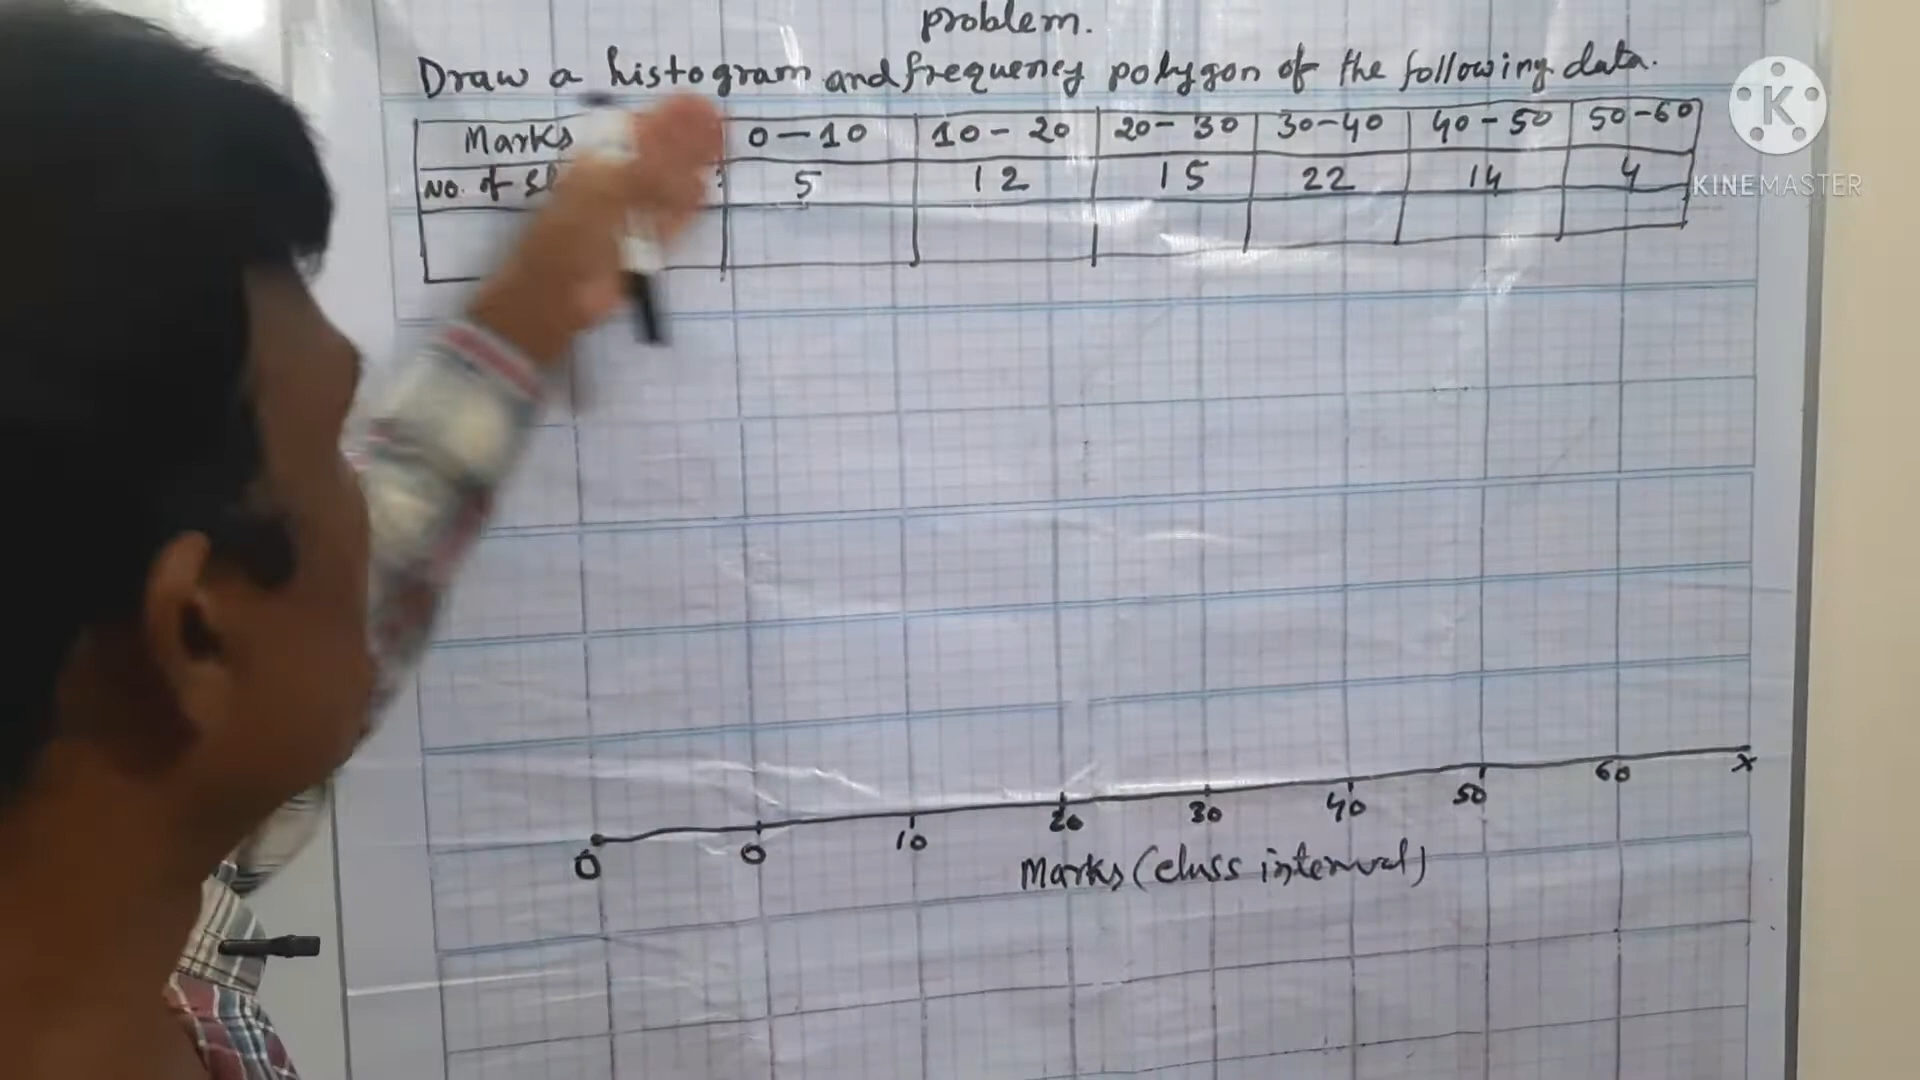 problem.
Draw a histogram and frequency polygon of the following data.
Marks 0-10 10-20 20-30 30-40 40-50 50-60
No. of 5 12 15 22 14 4
K
KINEMASTER
0 0 10 20 30 40 50 60 X
Marks (class interval)